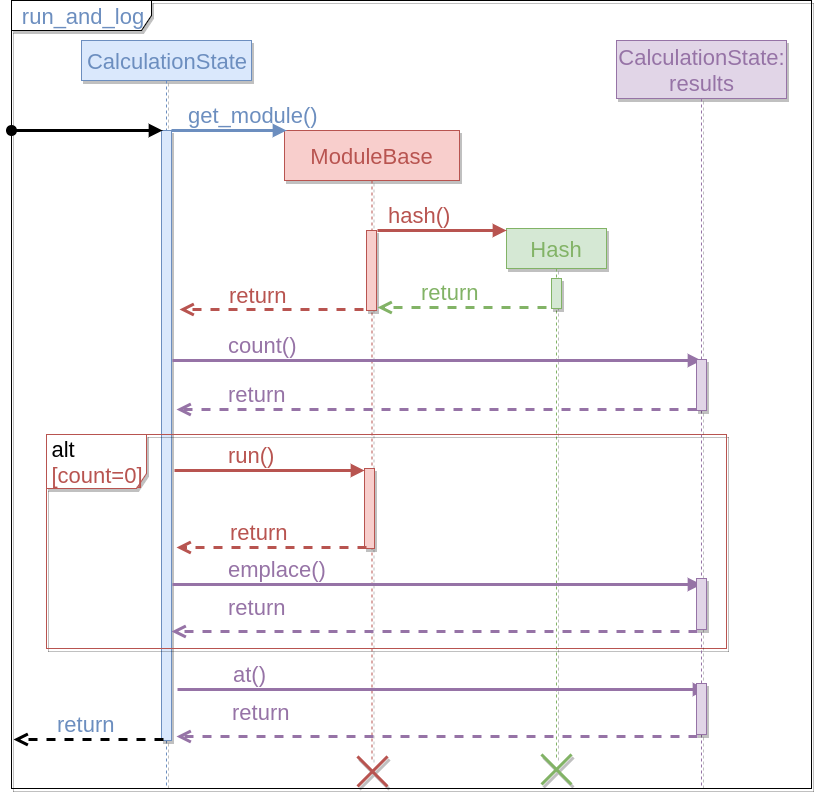 run_and_log
CalculationState
CalculationState:
results
get_module()
ModuleBase
hash()
Hash
return
return
count()
return
alt
[count=0]
run()
return
emplace()
return
at()
return
return